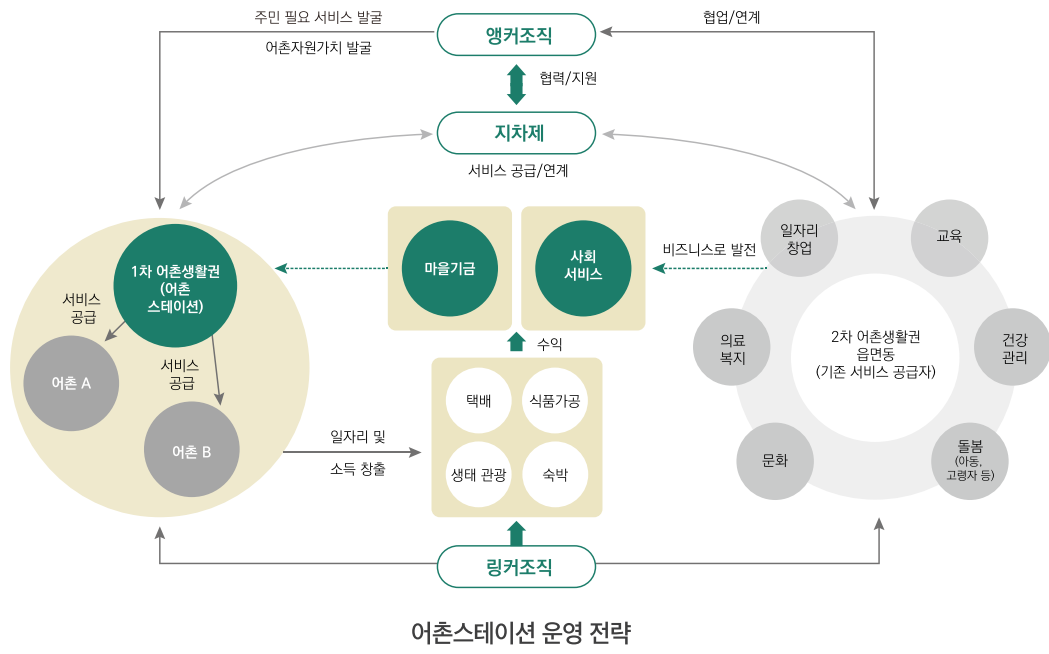 주민 필요 서비스 발굴
어촌자원가치 발굴
앵커조직
협업/연계
협력/지원
지차제
서비스 공급/연계
1차 어촌생활권
(어촌
스테이션)
서비스
공급
어촌 A
서비스
공급
어촌 B
마을기금
사회
서비스
비즈니스로 발전
수익
택배
식품가공
생태 관광
숙박
일자리 및
소득 창출
링커조직
일자리
창업
교육
의료
복지
2차 어촌생활권
읍면동
(기존 서비스 공급자)
건강
관리
문화
돌봄
(아동,
고령자 등)
어촌스테이션 운영 전략